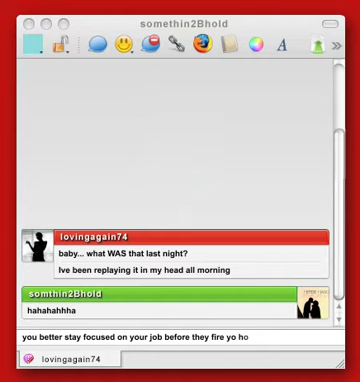 somethin2Bhold
lovingagain74
baby... what WAS that last night?
Ive been replaying it in my head all morning
somthin2Bhold
hahahahhha
you better stay focused on your job before they fire yo ho
lovingagain74